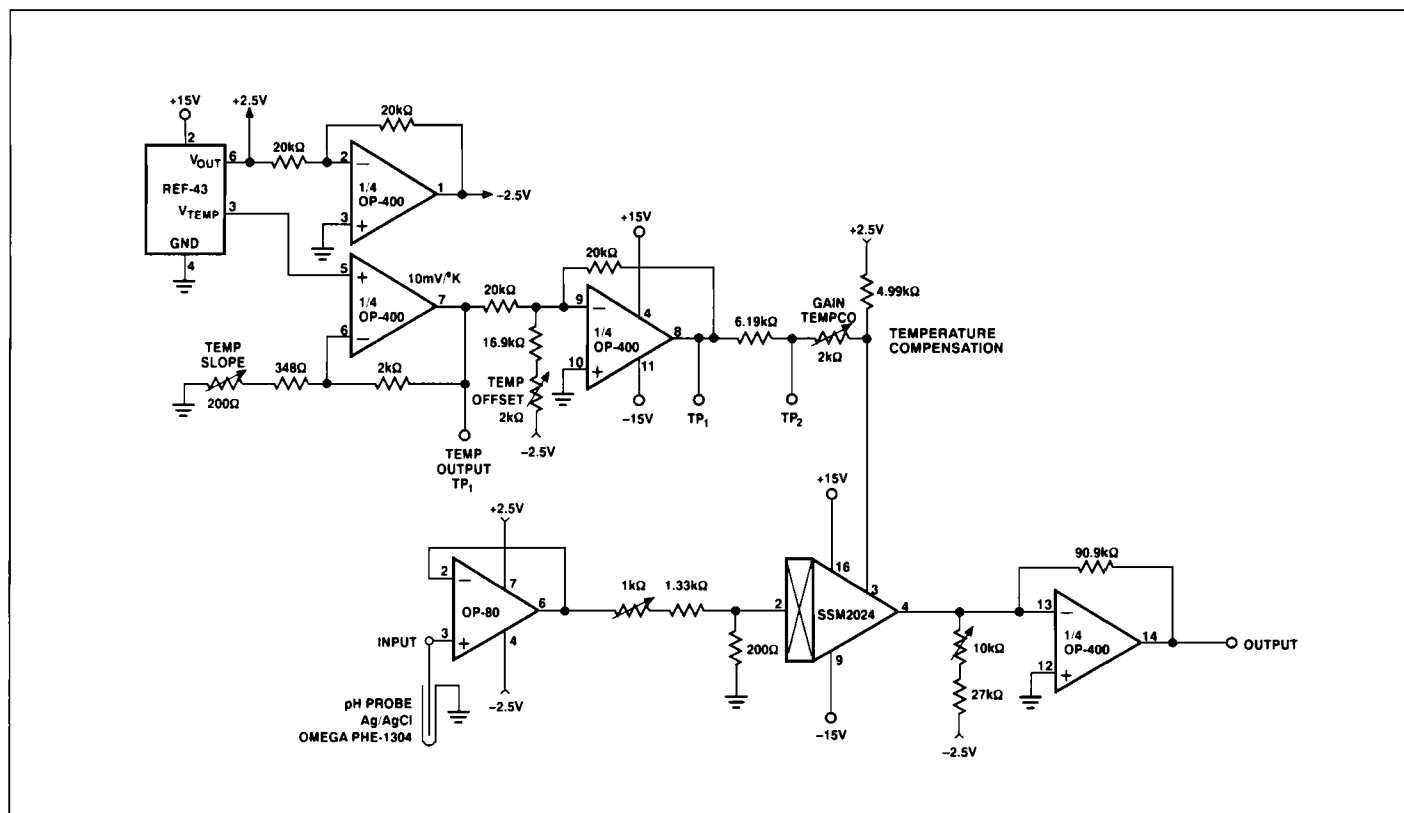 +15V
+2.5V
20kΩ
2
VOUT
6
20kΩ
2
−
REF-43
1/4
OP-400
1
−2.5V
VTEMP
3
3
+
GND
4
+15V
+2.5V
5
+
10mV/°K
20kΩ
4.99kΩ
1/4
OP-400
7
20kΩ
9
−
4
GAIN
TEMPCO
6
−
16.9kΩ
1/4
OP-400
8
6.19kΩ
TEMPERATURE
COMPENSATION
TEMP
SLOPE
348Ω
2kΩ
10
+
11
2kΩ
TEMP
OFFSET
2kΩ
200Ω
−15V
TP1
TP2
−2.5V
TEMP
OUTPUT
TP1
+15V
+2.5V
90.9kΩ
2
−
7
1kΩ
1.33kΩ
16
3
OP-80
6
2
SSM2024
4
13
−
INPUT
3
+
4
200Ω
9
10kΩ
1/4
OP-400
14
OUTPUT
12
+
27kΩ
pH PROBE
Ag/AgCl
OMEGA PHE-1304
−2.5V
−15V
−2.5V